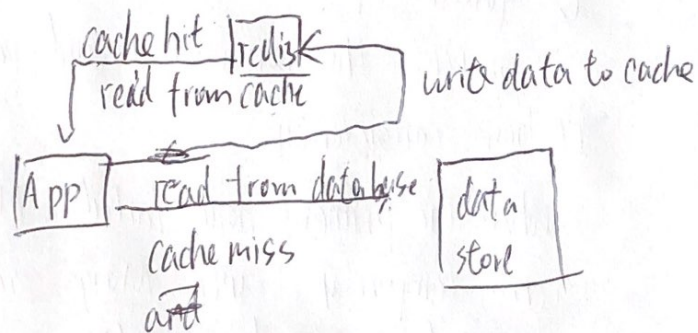 cache hit
redis
read from cache
write data to cache
App
read from database
data
store
cache miss